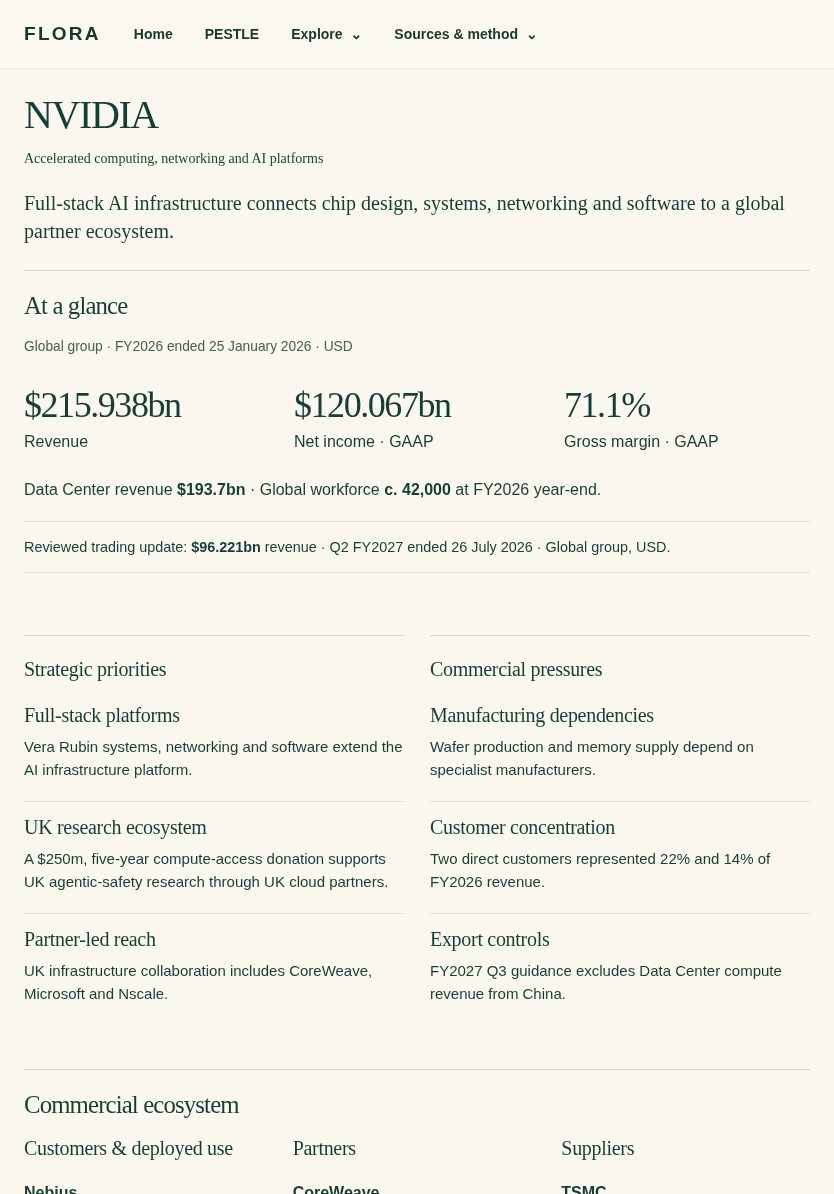 FLORA Home PESTLE Explore Sources & method
NVIDIA
Accelerated computing, networking and AI platforms
Full-stack AI infrastructure connects chip design, systems, networking and software to a global
partner ecosystem.
At a glance
Global group · FY2026 ended 25 January 2026 · USD
$215.938bn $120.067bn 71.1%
Revenue Net income · GAAP Gross margin · GAAP
Data Center revenue $193.7bn · Global workforce c. 42,000 at FY2026 year-end.
Reviewed trading update: $96.221bn revenue · Q2 FY2027 ended 26 July 2026 · Global group, USD.
Strategic priorities
Full-stack platforms
Vera Rubin systems, networking and software extend the
AI infrastructure platform.
UK research ecosystem
A $250m, five-year compute-access donation supports
UK agentic-safety research through UK cloud partners.
Partner-led reach
UK infrastructure collaboration includes CoreWeave,
Microsoft and Nscale.
Commercial pressures
Manufacturing dependencies
Wafer production and memory supply depend on
specialist manufacturers.
Customer concentration
Two direct customers represented 22% and 14% of
FY2026 revenue.
Export controls
FY2027 Q3 guidance excludes Data Center compute
revenue from China.
Commercial ecosystem
Customers & deployed use Partners Suppliers
Nebius CoreWeave TSMC